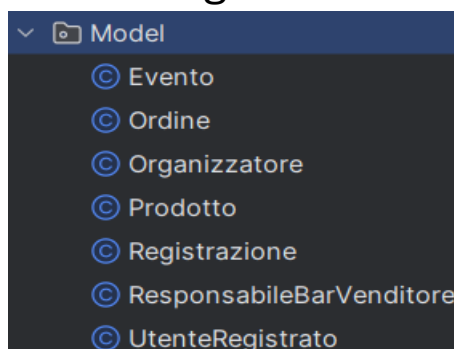 Model
Evento
Ordine
Organizzatore
Prodotto
Registrazione
ResponsabileBarVenditore
UtenteRegistrato